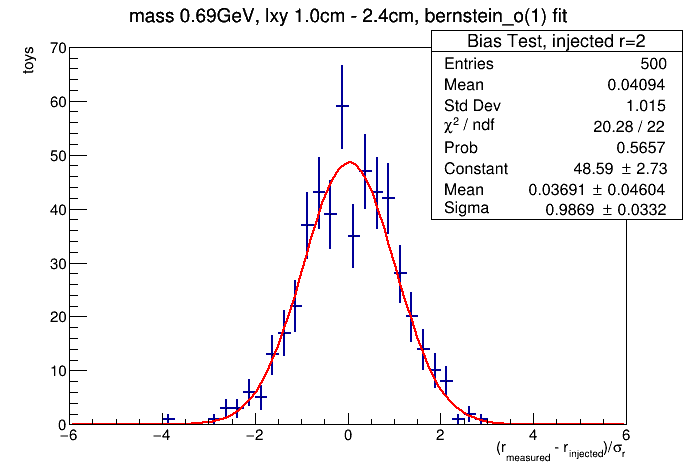 mass 0.69GeV, lxy 1.0cm - 2.4cm, bernstein_o(1) fit
Bias Test, injected r=2
Entries 500
Mean 0.04094
Std Dev 1.015
χ² / ndf 20.28 / 22
Prob 0.5657
Constant 48.59 ± 2.73
Mean 0.03691 ± 0.04604
Sigma 0.9869 ± 0.0332
toys
70
60
50
40
30
20
10
0
−6 −4 −2 0 2 4 6
(r_measured - r_injected)/σ_r